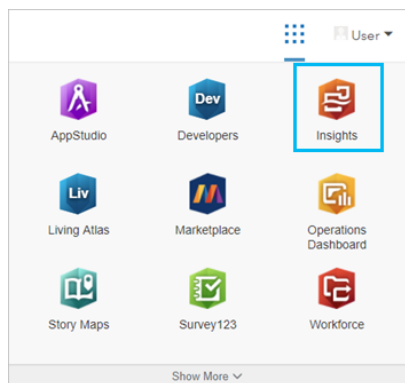 User
AppStudio
Dev
Developers
Insights
Liv
Living Atlas
Marketplace
Operations
Dashboard
Story Maps
Survey123
Workforce
Show More